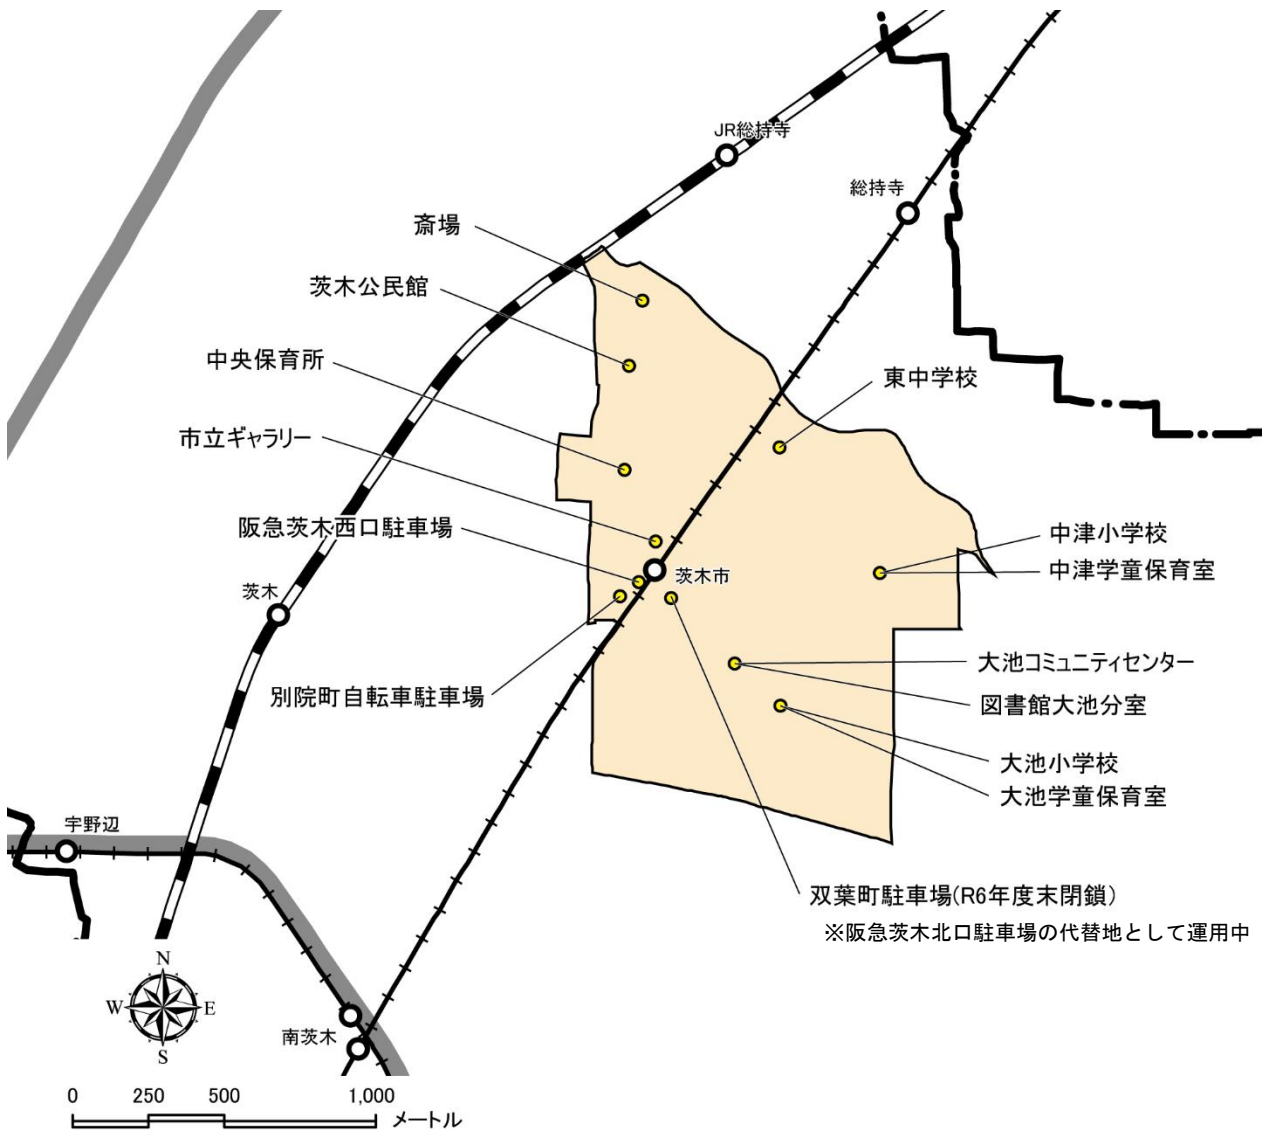 JR総持寺
総持寺
斎場
茨木公民館
中央保育所
東中学校
市立ギャラリー
阪急茨木西口駐車場
中津小学校
中津学童保育室
茨木市
茨木
大池コミュニティセンター
別院町自転車駐車場
図書館大池分室
大池小学校
大池学童保育室
宇野辺
双葉町駐車場(R6年度末閉鎖)
※阪急茨木北口駐車場の代替地として運用中
N
W
E
S
南茨木
0 250 500 1,000
メートル